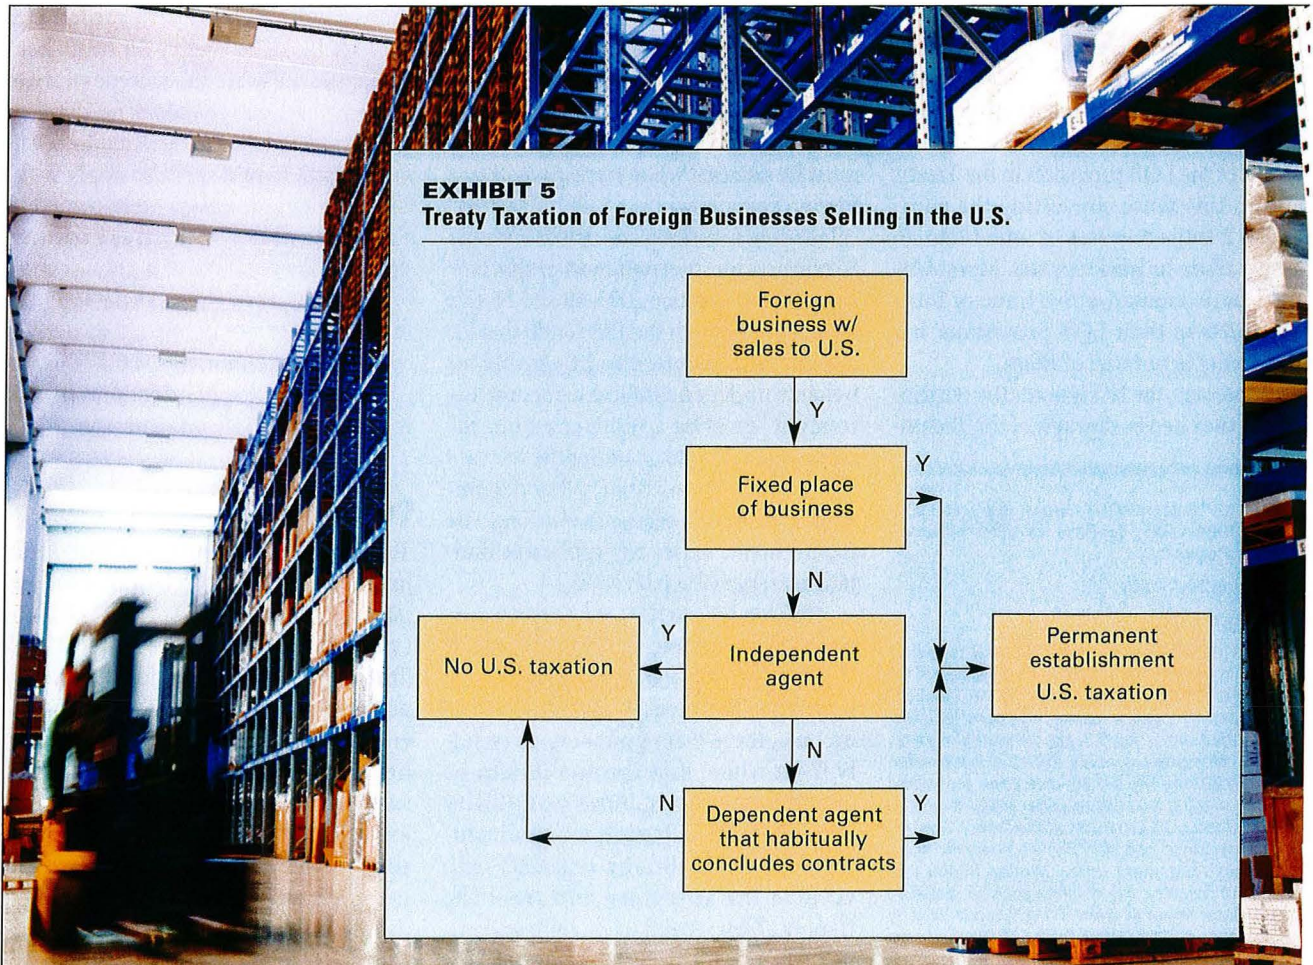 EXHIBIT 5
Treaty Taxation of Foreign Businesses Selling in the U.S.
Foreign
business w/
sales to U.S.
Y
Fixed place
of business
Y
N
Independent
agent
Y
No U.S. taxation
Permanent
establishment
U.S. taxation
N
Dependent agent
that habitually
concludes contracts
N
Y